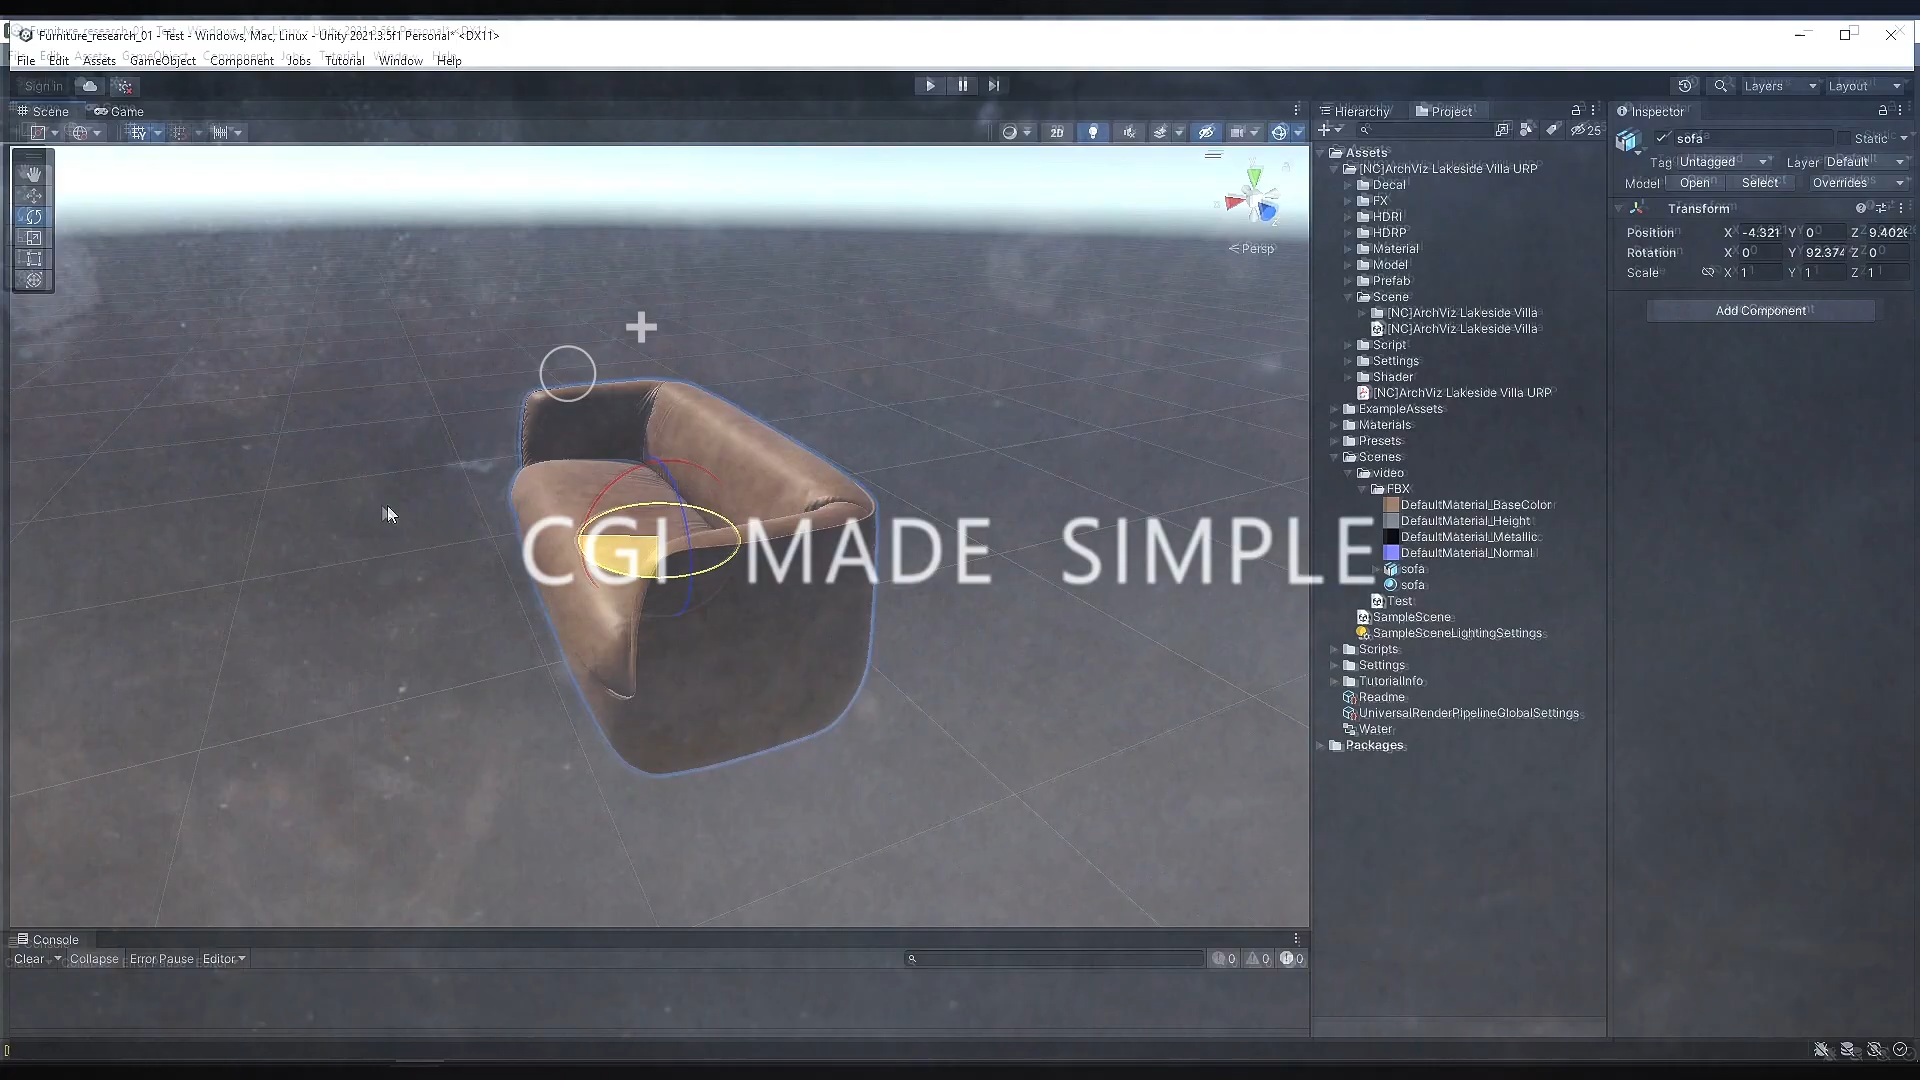 Furniture_research_01 - Test - Windows, Mac, Linux - Unity 2021.3.5f1 Personal* <DX11>
File Edit Assets GameObject Component Jobs Tutorial Window Help
Sign in Layers Layout
Scene Game
2D
Persp
CGI MADE SIMPLE
Console
Clear Collapse Error Pause Editor 0 0 0
Hierarchy Project
25
Assets
[NC]ArchViz Lakeside Villa URP
Decal
FX
HDRI
HDRP
Material
Model
Prefab
Scene
[NC]ArchViz Lakeside Villa
[NC]ArchViz Lakeside Villa
Script
Settings
Shader
[NC]ArchViz Lakeside Villa URP
ExampleAssets
Materials
Presets
Scenes
video
FBX
DefaultMaterial_BaseColor
DefaultMaterial_Height
DefaultMaterial_Metallic
DefaultMaterial_Normal
sofa
sofa
Test
SampleScene
SampleSceneLightingSettings
Scripts
Settings
TutorialInfo
Readme
UniversalRenderPipelineGlobalSettings
Water
Packages
Inspector
sofa Static
Tag Untagged Layer Default
Model Open Select Overrides
Transform
Position X -4.321 Y 0 Z 9.402
Rotation X 0 Y 92.374 Z 0
Scale X 1 Y 1 Z 1
Add Component